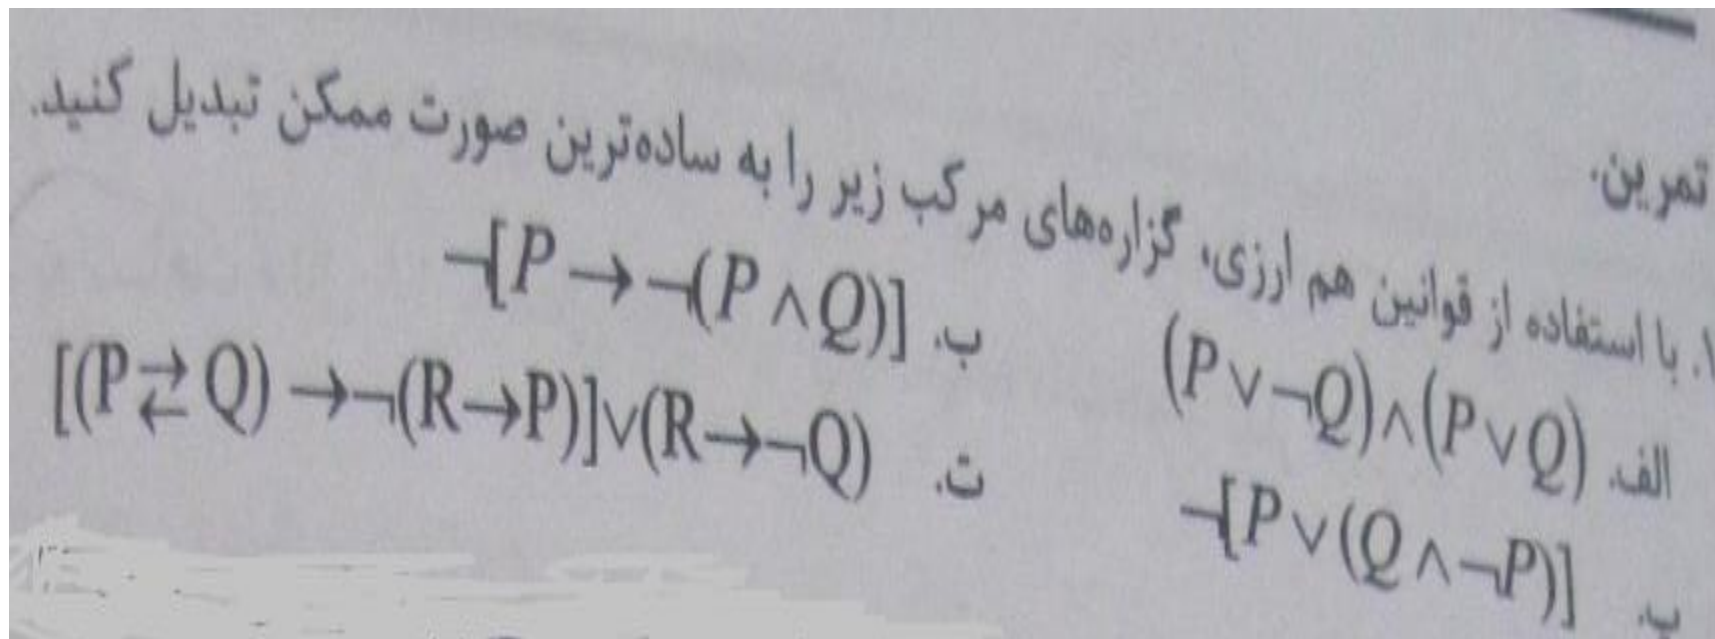 تمرین.
۱. با استفاده از قوانین هم ارزی، گزاره‌های مرکب زیر را به ساده‌ترین صورت ممکن تبدیل کنید.
الف. (P∨¬Q)∧(P∨Q)
ب. ¬[P→¬(P∧Q)]
پ. ¬[P∨(Q∧¬P)]
ت. [(P⇄Q)→¬(R→P)]∨(R→¬Q)